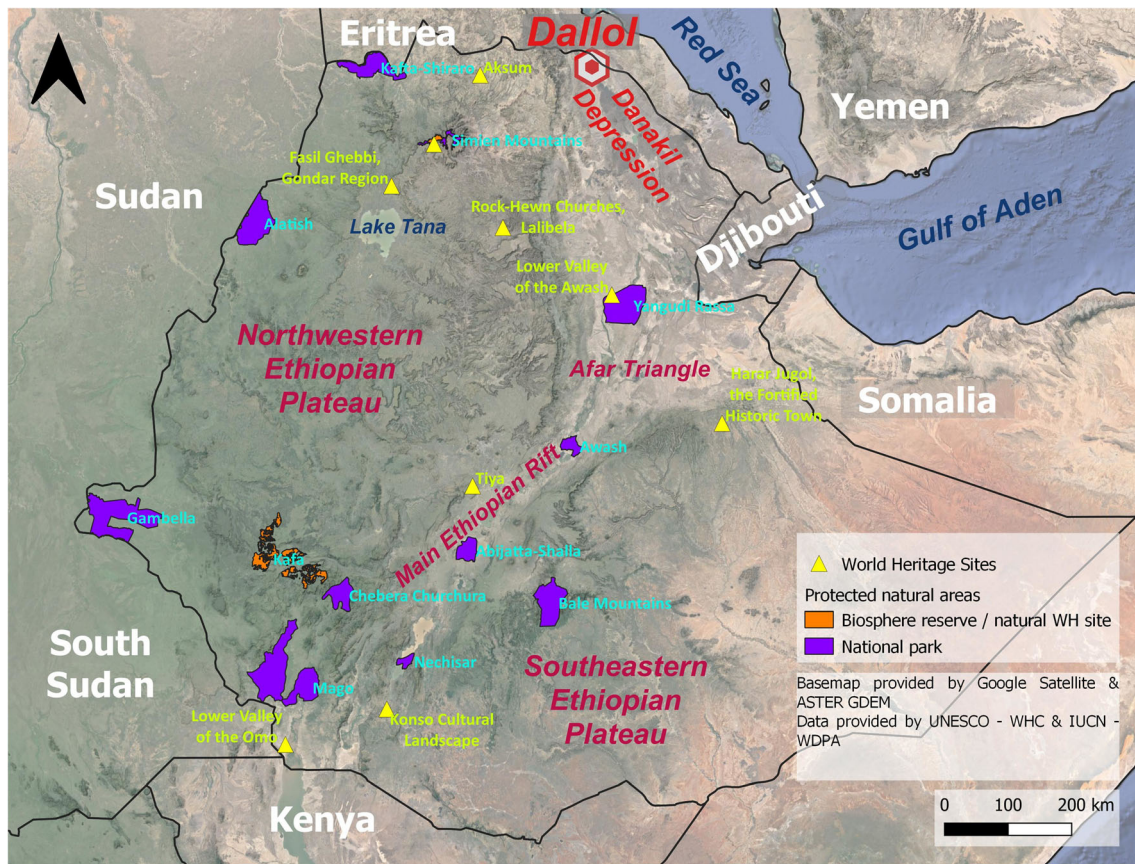 Eritrea
Dallol
Red Sea
Kafta-Shiraro
Aksum
Danakil
Depression
Yemen
Simien Mountains
Fasil Ghebbi,
Gondar Region
Sudan
Rock-Hewn Churches,
Lalibela
Alatish
Lake Tana
Djibouti
Gulf of Aden
Lower Valley
of the Awash
Yangudi Rassa
Northwestern
Ethiopian
Plateau
Afar Triangle
Harar Jugol,
the Fortified
Historic Town
Somalia
Awash
Tiya
Main Ethiopian Rift
Gambella
Abijatta-Shalla
Kafa
Chebera Churchura
Bale Mountains
South
Sudan
Nechisar
Southeastern
Ethiopian
Plateau
Mago
Lower Valley
of the Omo
Konso Cultural
Landscape
Kenya
World Heritage Sites
Protected natural areas
Biosphere reserve / natural WH site
National park
Basemap provided by Google Satellite &
ASTER GDEM
Data provided by UNESCO - WHC & IUCN -
WDPA
0 100 200 km